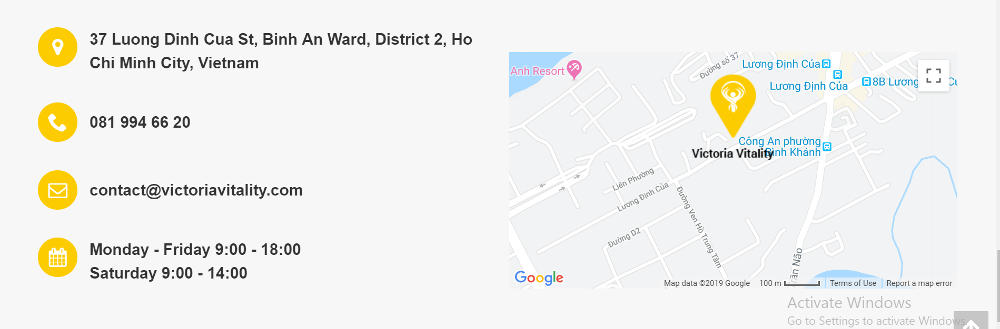 37 Luong Dinh Cua St, Binh An Ward, District 2, Ho
Chi Minh City, Vietnam
081 994 66 20
contact@victoriavitality.com
Monday - Friday 9:00 - 18:00
Saturday 9:00 - 14:00
Anh Resort
Đường số 37
Lương Định Của
Lương Định Của
8B Lương
Công An phường
Bình Khánh
Victoria Vitality
Liên Phường
Lương Định Của
Đường D2
Đường Ven Hồ Trung Tâm
Trần Não
Google
Map data ©2019 Google
100 m
Terms of Use
Report a map error
Activate Windows
Go to Settings to activate Windows.